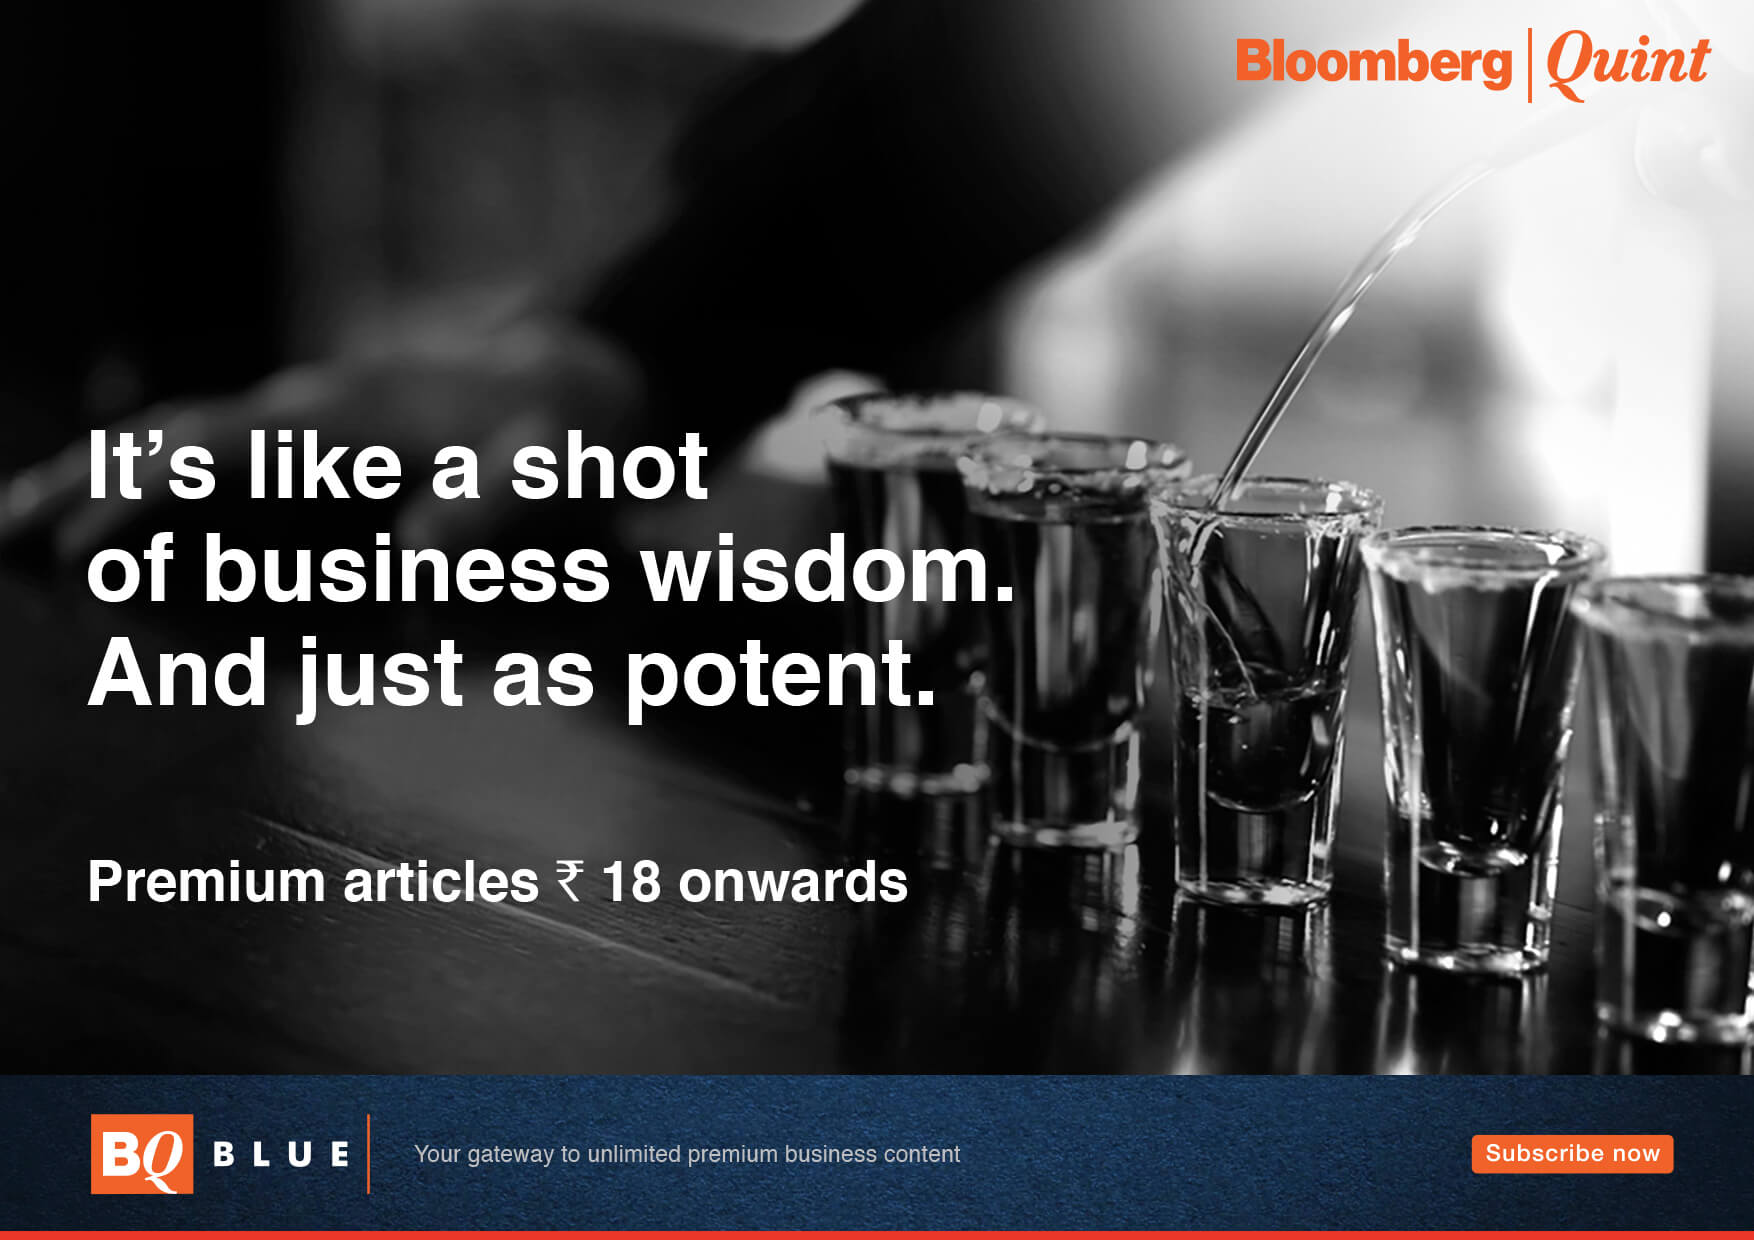 Bloomberg | Quint
It’s like a shot
of business wisdom.
And just as potent.
Premium articles ₹ 18 onwards
BQ BLUE
Your gateway to unlimited premium business content
Subscribe now